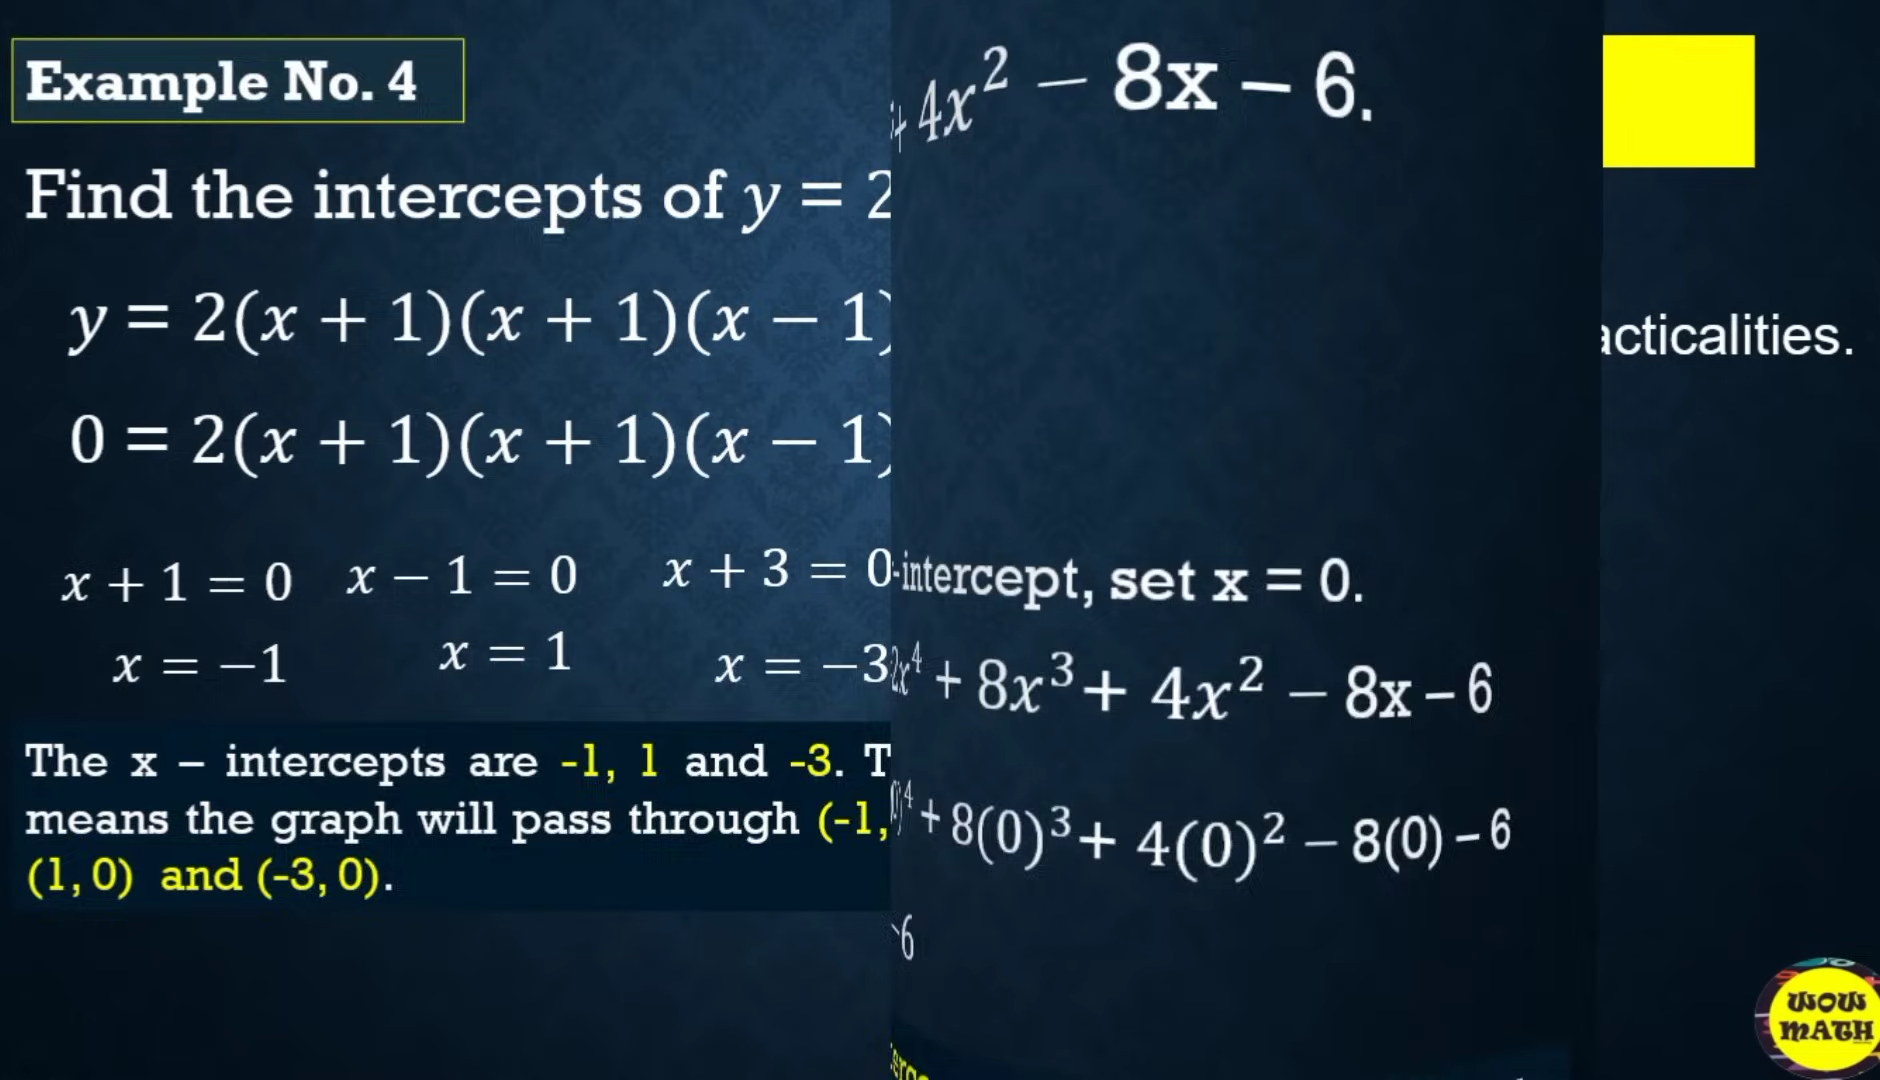 Example No. 4
Find the intercepts of y = 2
y = 2(x + 1)(x + 1)(x − 1)
0 = 2(x + 1)(x + 1)(x − 1)
x + 1 = 0 x − 1 = 0 x + 3 = 0
x = −1 x = 1 x = −3
The x – intercepts are -1, 1 and -3. T
means the graph will pass through (-1,
(1, 0) and (-3, 0).
+ 4x² − 8x − 6.
-intercept, set x = 0.
2x⁴ + 8x³ + 4x² − 8x − 6
)⁴ + 8(0)³ + 4(0)² − 8(0) − 6
-6
acticalities.
WOW
MATH